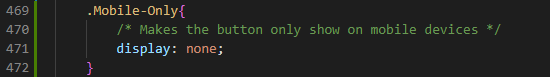 469 .Mobile-Only{
470 /* Makes the button only show on mobile devices */
471 display: none;
472 }